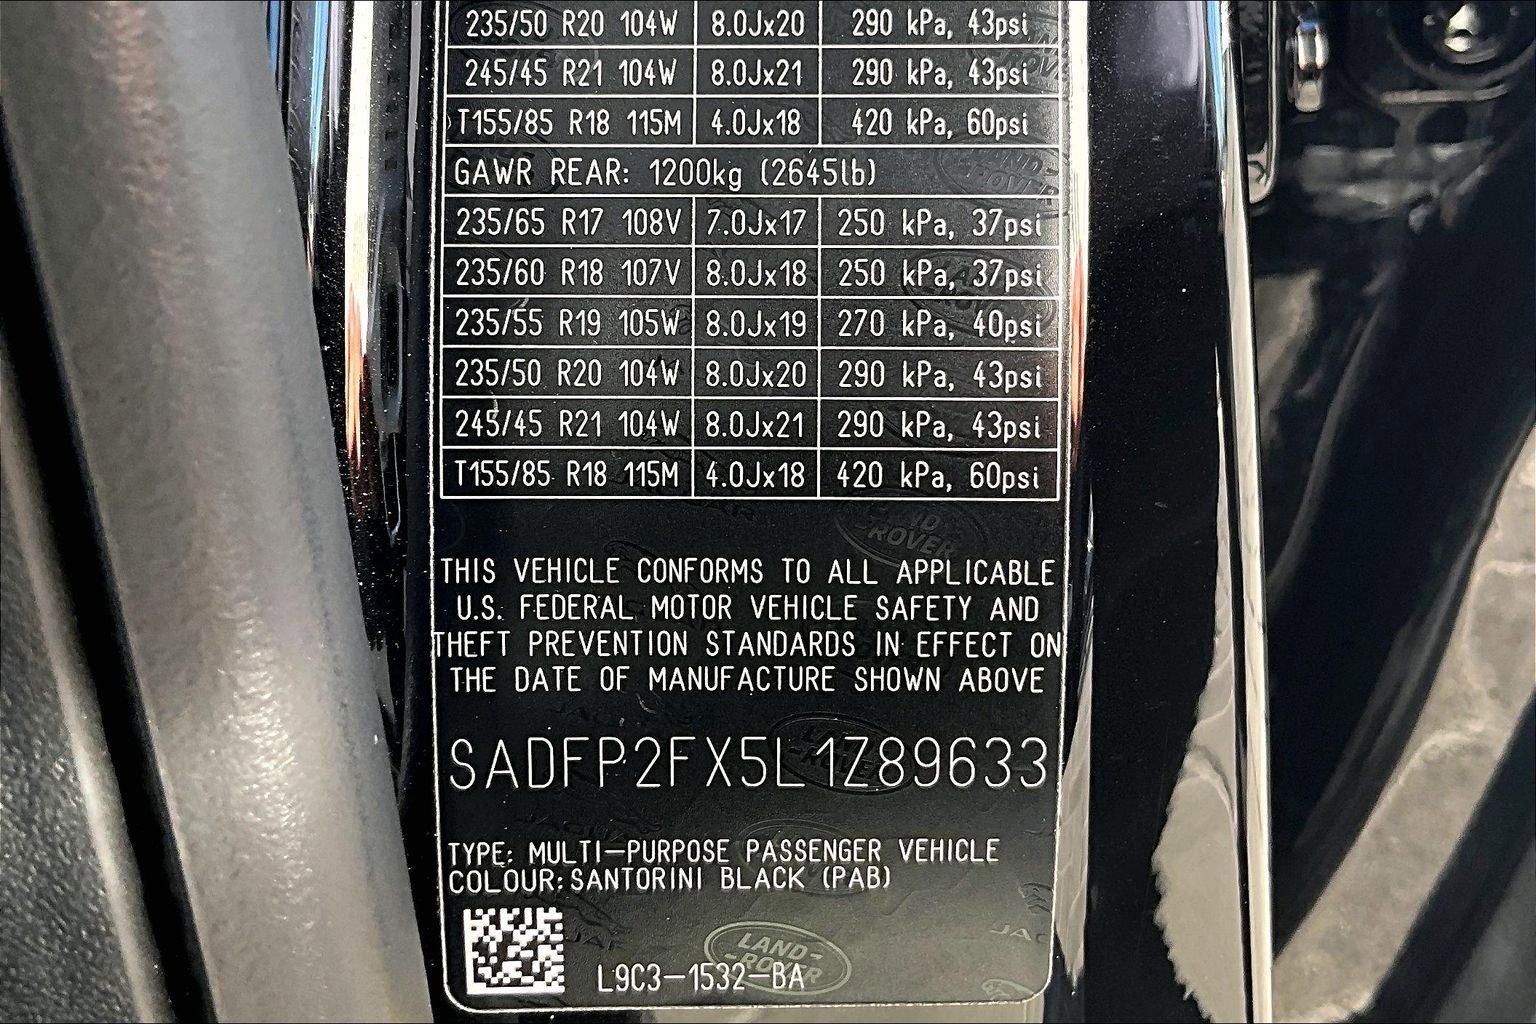 235/50 R20 104W 8.0Jx20 290 kPa, 43psi
245/45 R21 104W 8.0Jx21 290 kPa, 43psi
T155/85 R18 115M 4.0Jx18 420 kPa, 60psi
GAWR REAR: 1200kg (2645lb)
235/65 R17 108V 7.0Jx17 250 kPa, 37psi
235/60 R18 107V 8.0Jx18 250 kPa, 37psi
235/55 R19 105W 8.0Jx19 270 kPa, 40psi
235/50 R20 104W 8.0Jx20 290 kPa, 43psi
245/45 R21 104W 8.0Jx21 290 kPa, 43psi
T155/85 R18 115M 4.0Jx18 420 kPa, 60psi
THIS VEHICLE CONFORMS TO ALL APPLICABLE
U.S. FEDERAL MOTOR VEHICLE SAFETY AND
THEFT PREVENTION STANDARDS IN EFFECT ON
THE DATE OF MANUFACTURE SHOWN ABOVE
SADFP2FX5L1Z89633
TYPE: MULTI-PURPOSE PASSENGER VEHICLE
COLOUR: SANTORINI BLACK (PAB)
LAND-
-ROVER
L9C3-1532-BA